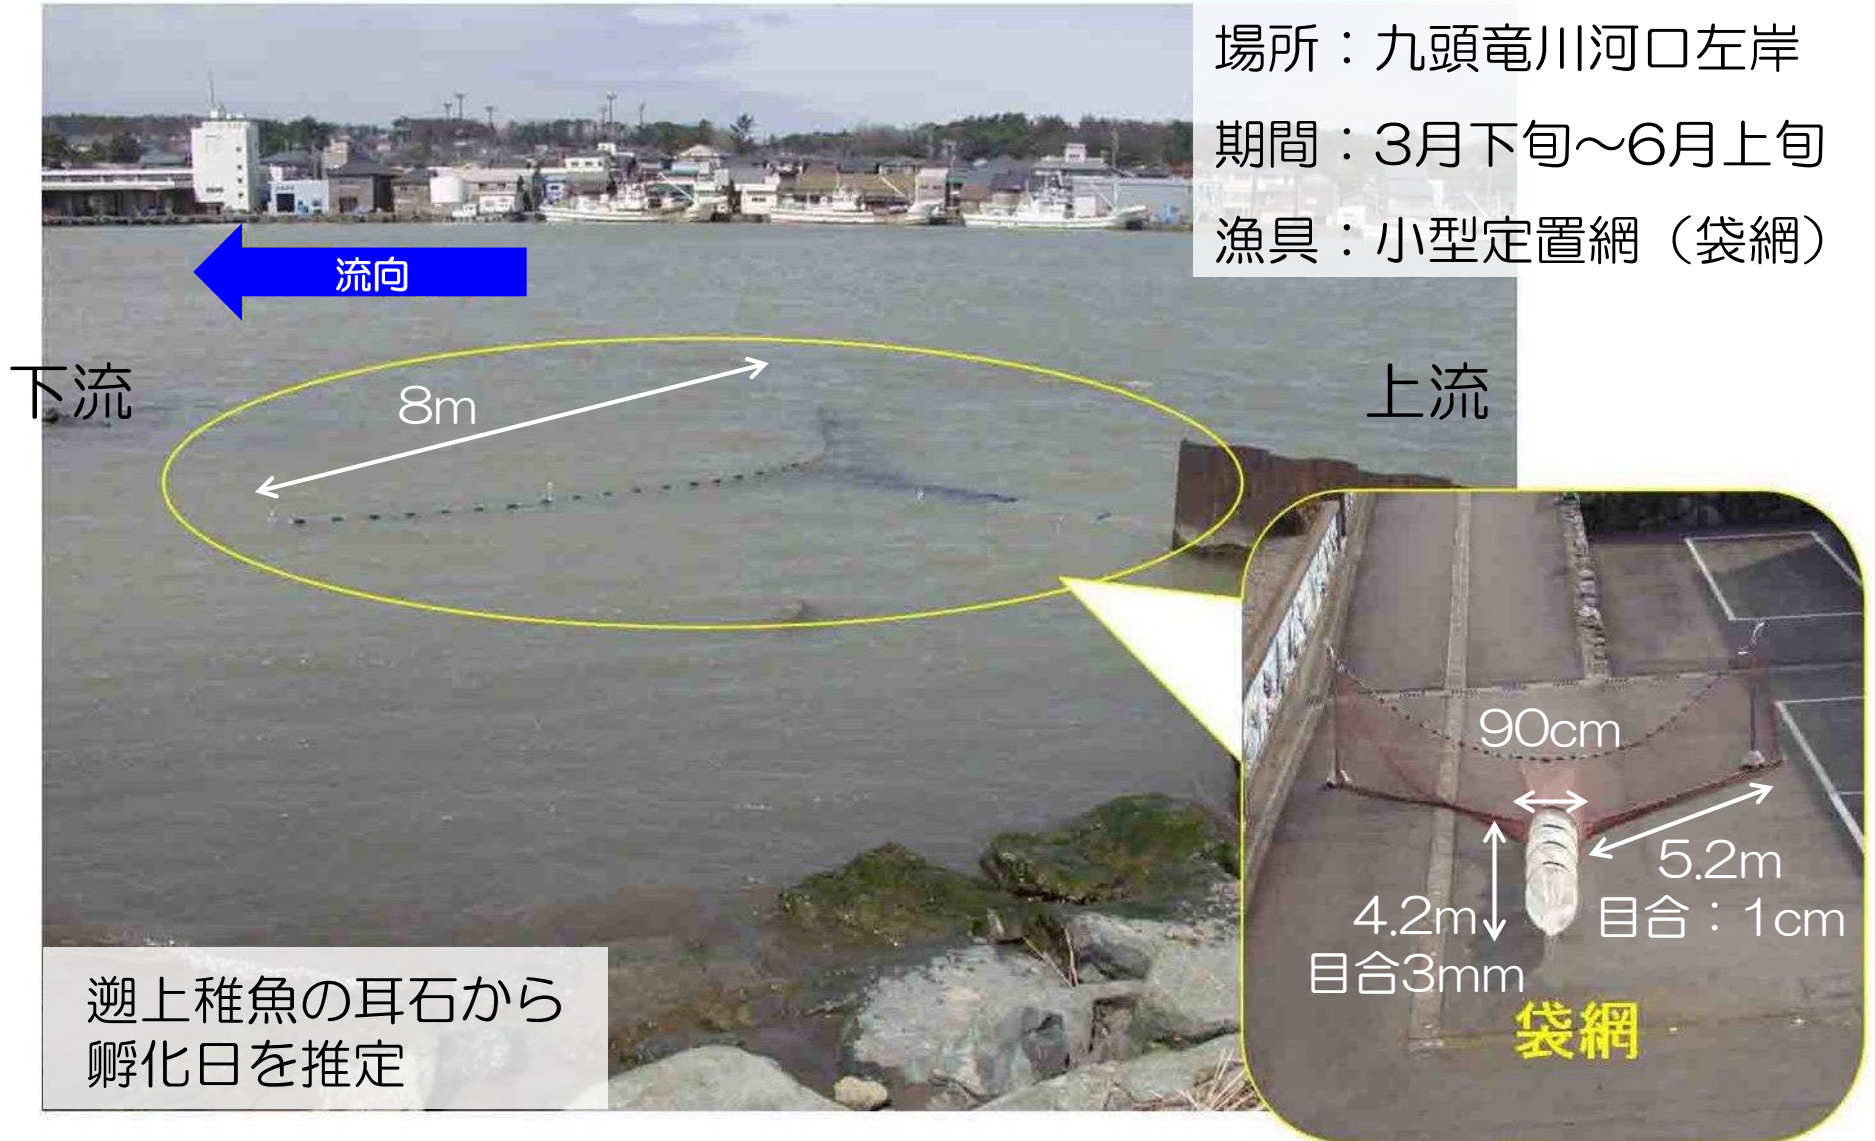 場所：九頭竜川河口左岸
期間：3月下旬～6月上旬
漁具：小型定置網（袋網）
流向
下流
8m
上流
90cm
5.2m
目合：1cm
4.2m
目合3mm
袋網
遡上稚魚の耳石から
孵化日を推定